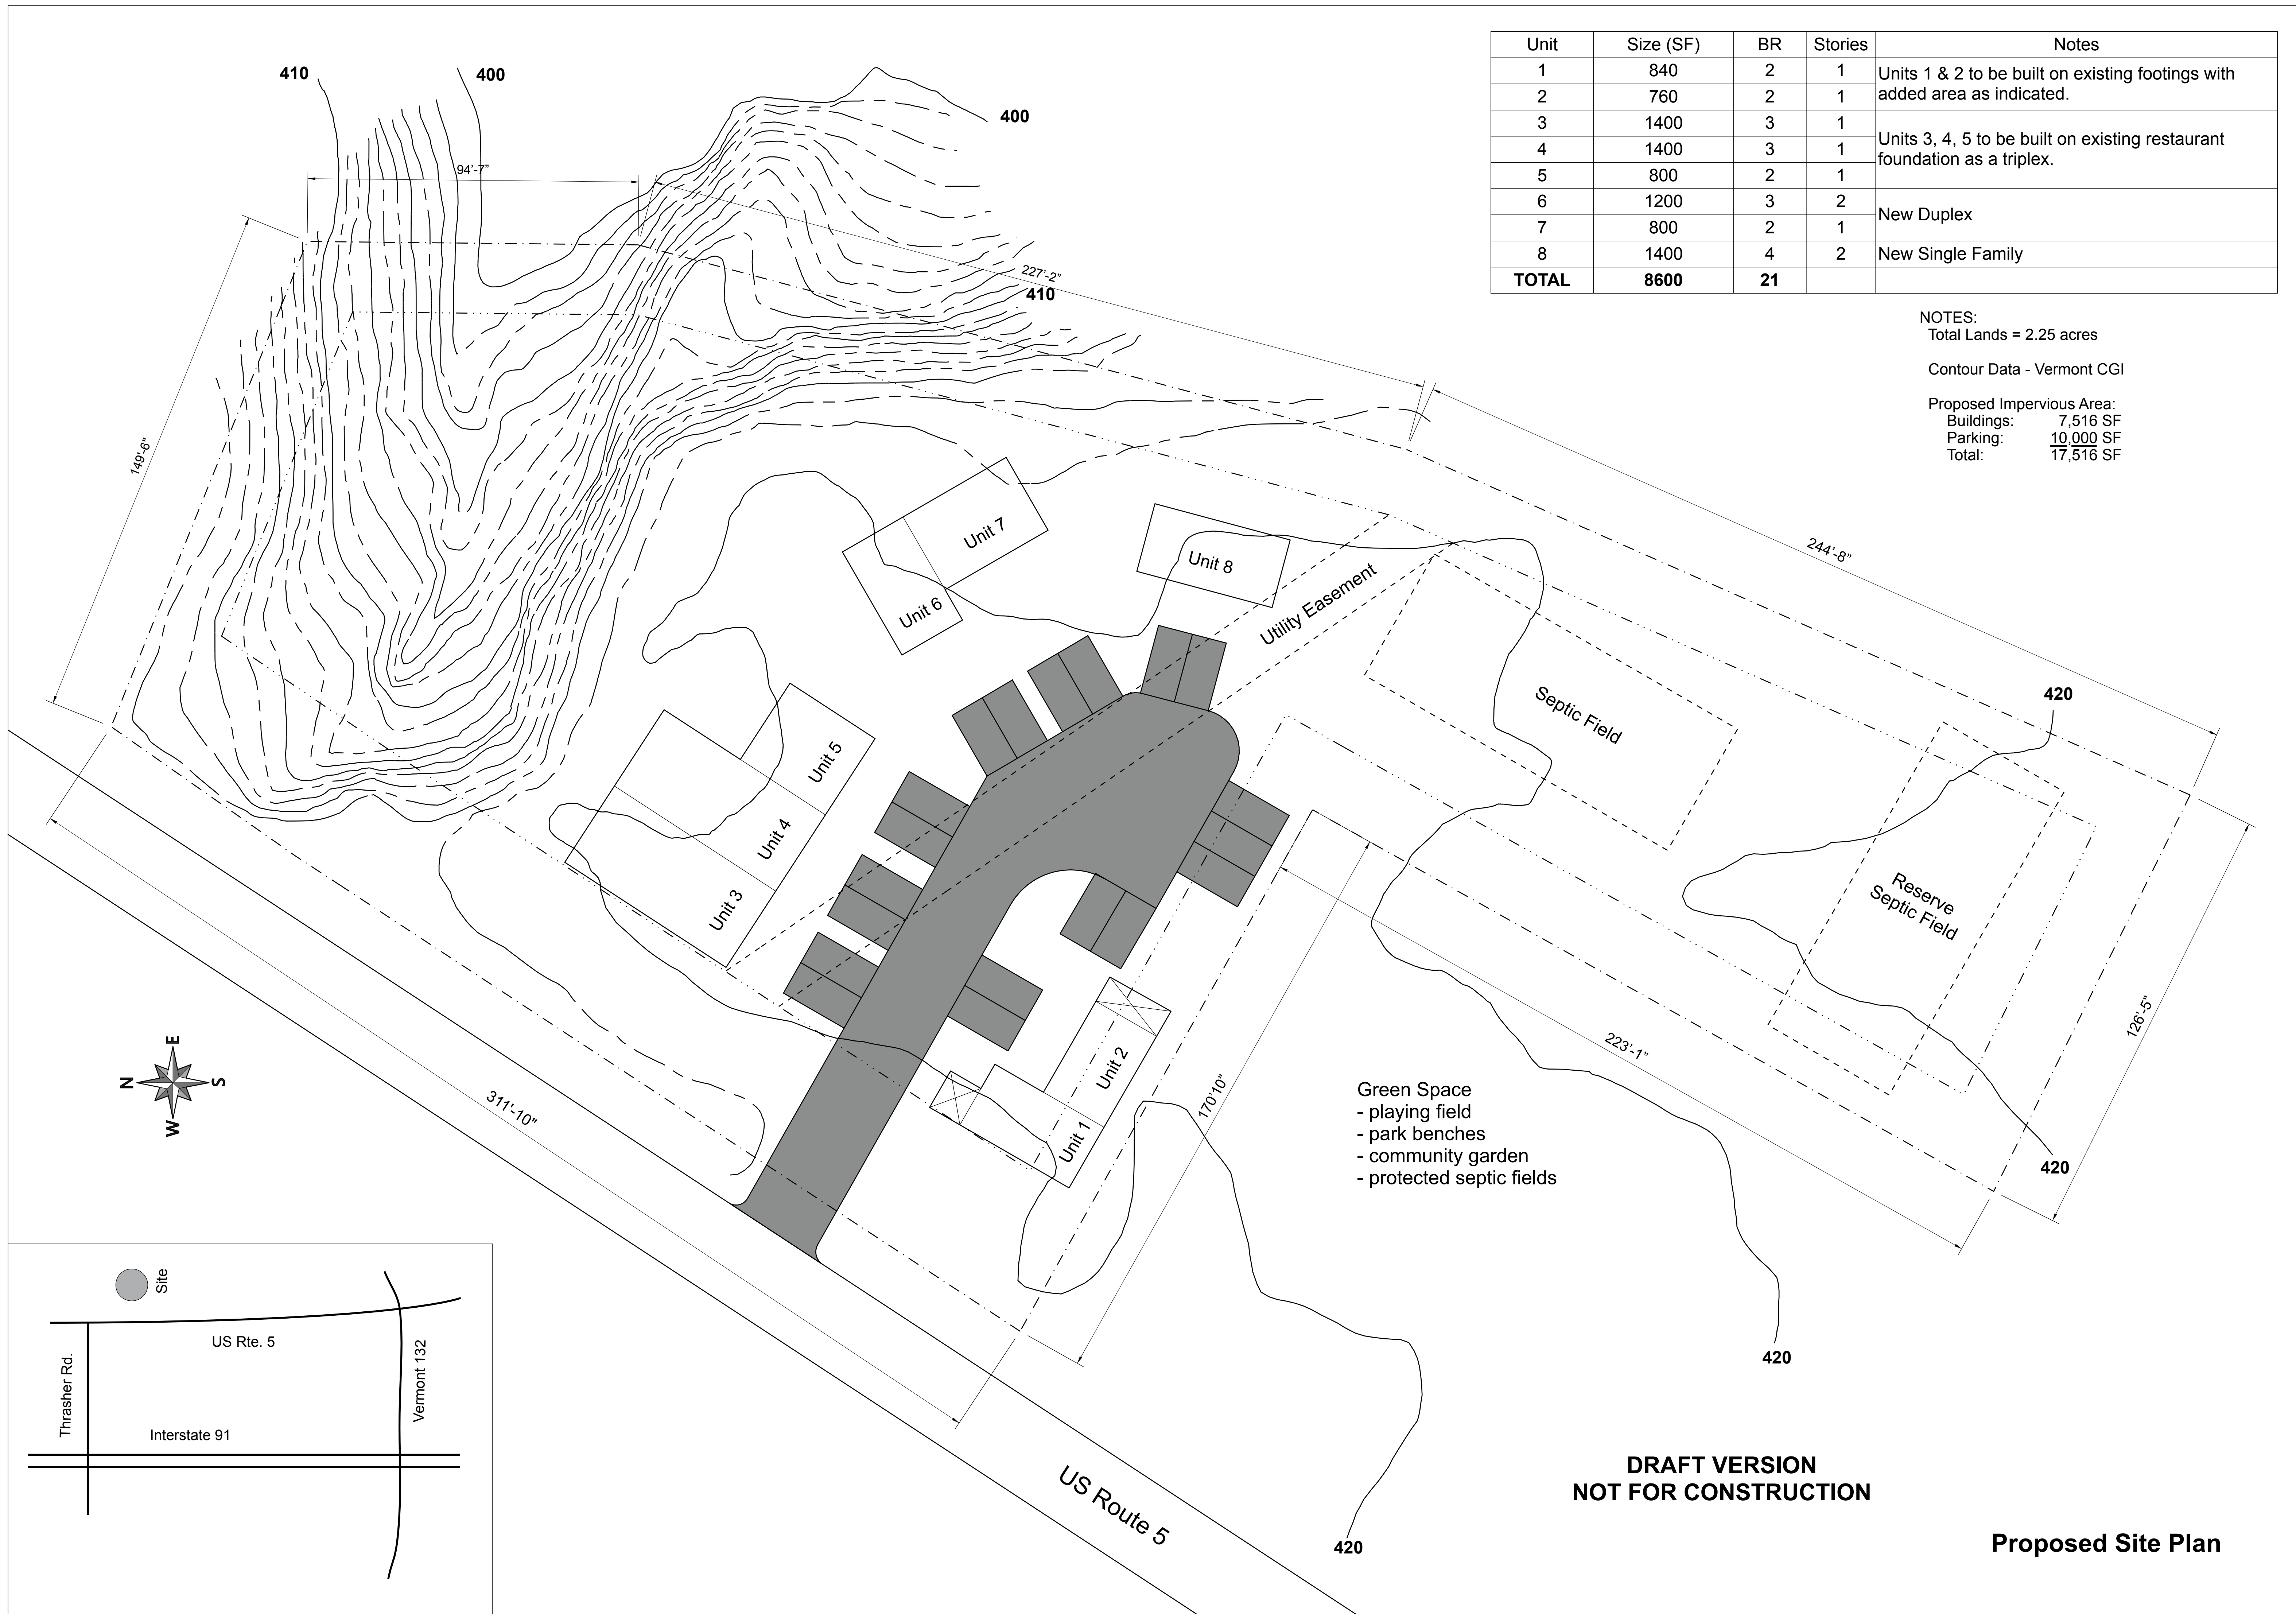 Unit Size (SF) BR Stories Notes
1 840 2 1 Units 1 & 2 to be built on existing footings with
2 760 2 1 added area as indicated.
3 1400 3 1 Units 3, 4, 5 to be built on existing restaurant
4 1400 3 1 foundation as a triplex.
5 800 2 1
6 1200 3 2 New Duplex
7 800 2 1
8 1400 4 2 New Single Family
TOTAL 8600 21
NOTES:
Total Lands = 2.25 acres
Contour Data - Vermont CGI
Proposed Impervious Area:
Buildings: 7,516 SF
Parking: 10,000 SF
Total: 17,516 SF
410
400
400
94'-7"
227'-2"
410
149'-6"
244'-8"
Unit 7
Unit 8
Unit 6
Utility Easement
Septic Field
420
Unit 5
Unit 4
Unit 3
Reserve
Septic Field
126'-5"
223'-1"
Unit 2
Unit 1
170'10"
311'-10"
Green Space
- playing field
- park benches
- community garden
- protected septic fields
420
420
420
E
N
S
W
US Route 5
Site
US Rte. 5
Thrasher Rd.
Vermont 132
Interstate 91
DRAFT VERSION
NOT FOR CONSTRUCTION
Proposed Site Plan